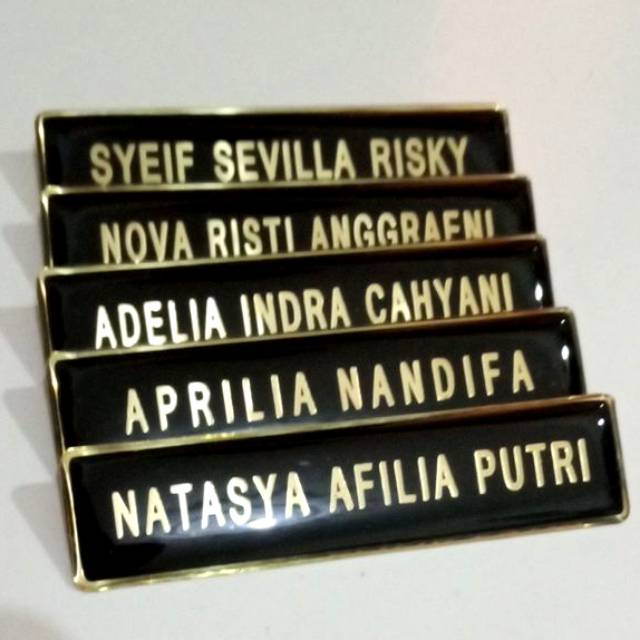 SYEIF SEVILLA RISKY
NOVA RISTI ANGGRAENI
ADELIA INDRA CAHYANI
APRILIA NANDIFA
NATASYA AFILIA PUTRI